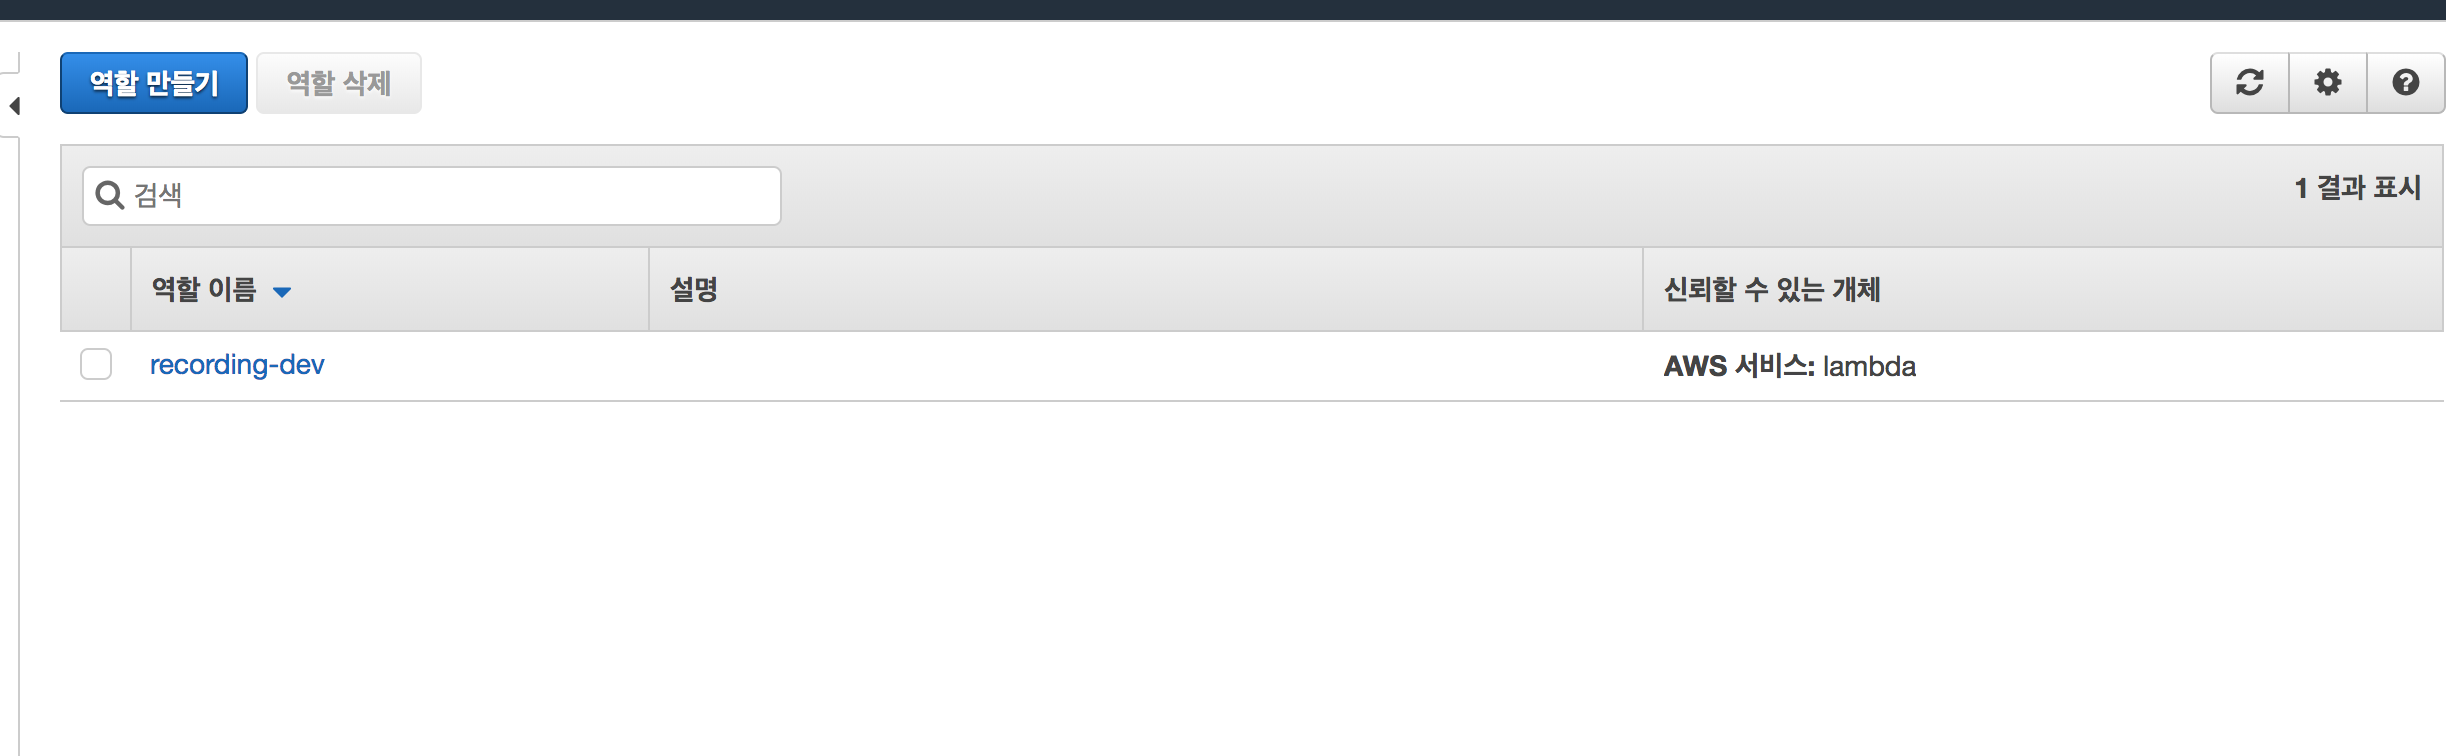 역할 만들기 역할 삭제
검색
1 결과 표시
역할 이름 설명 신뢰할 수 있는 개체
recording-dev AWS 서비스: lambda